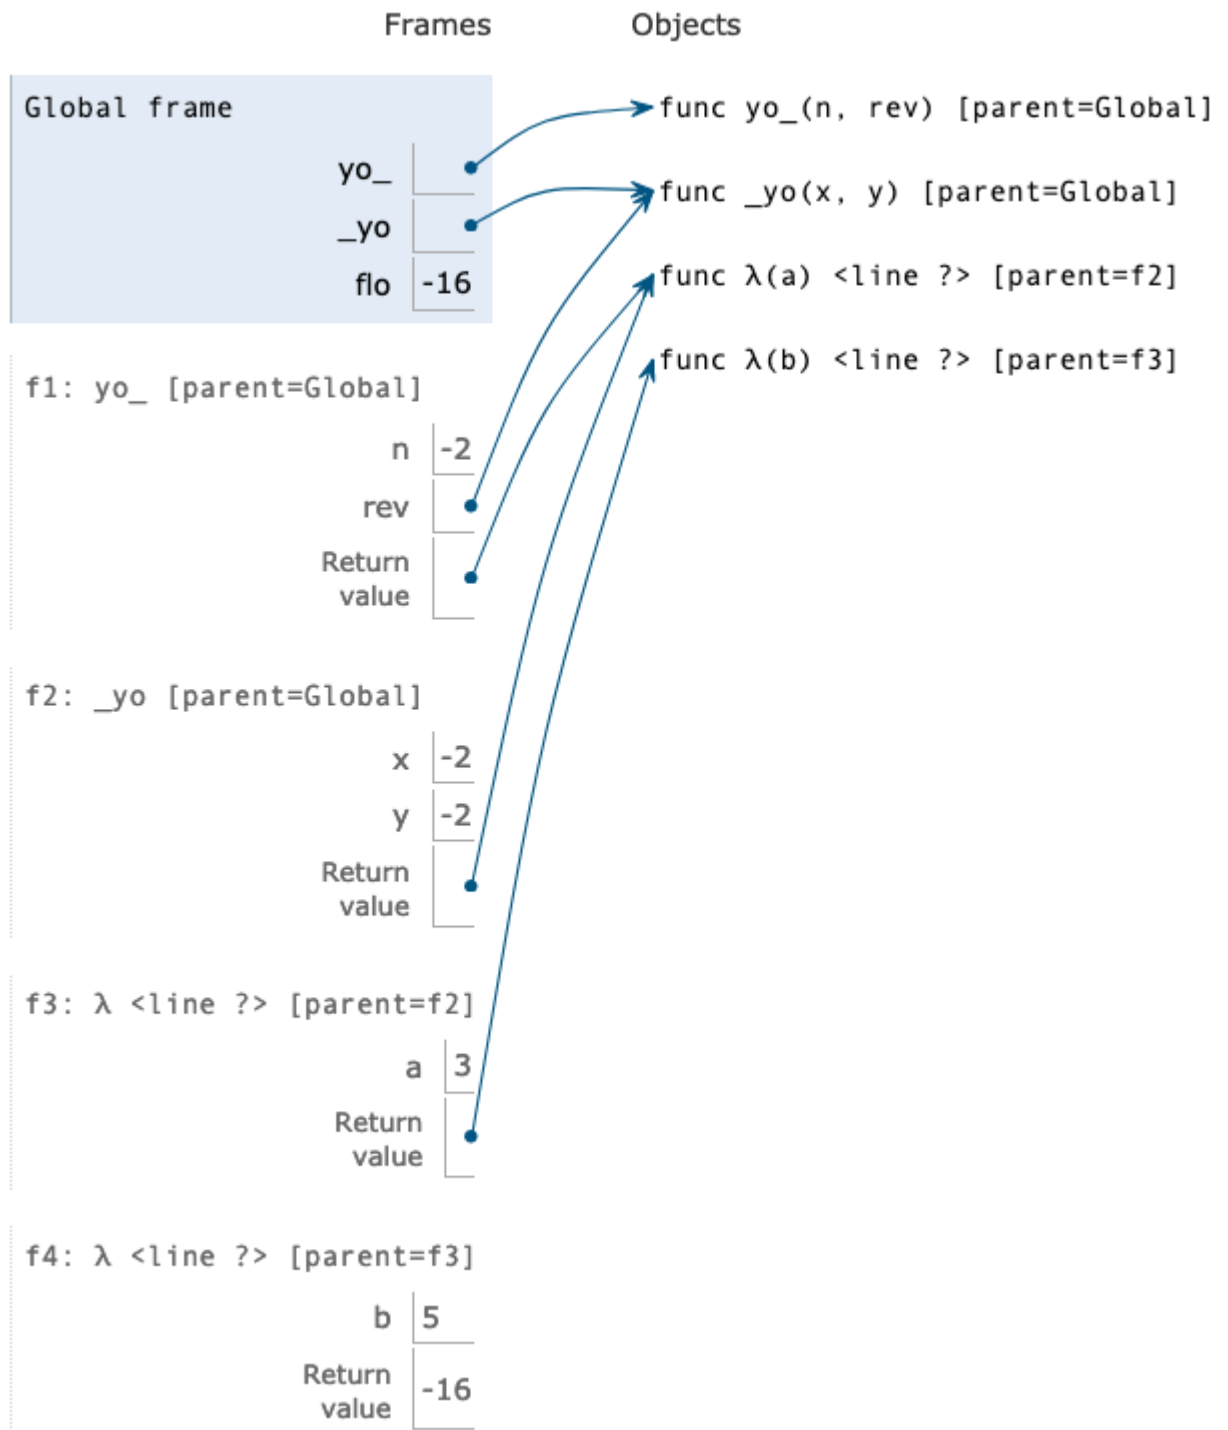 Frames Objects
Global frame
func yo_(n, rev) [parent=Global]
yo_
func _yo(x, y) [parent=Global]
_yo
func λ(a) <line ?> [parent=f2]
flo -16
func λ(b) <line ?> [parent=f3]
f1: yo_ [parent=Global]
n -2
rev
Return
value
f2: _yo [parent=Global]
x -2
y -2
Return
value
f3: λ <line ?> [parent=f2]
a 3
Return
value
f4: λ <line ?> [parent=f3]
b 5
Return
value -16